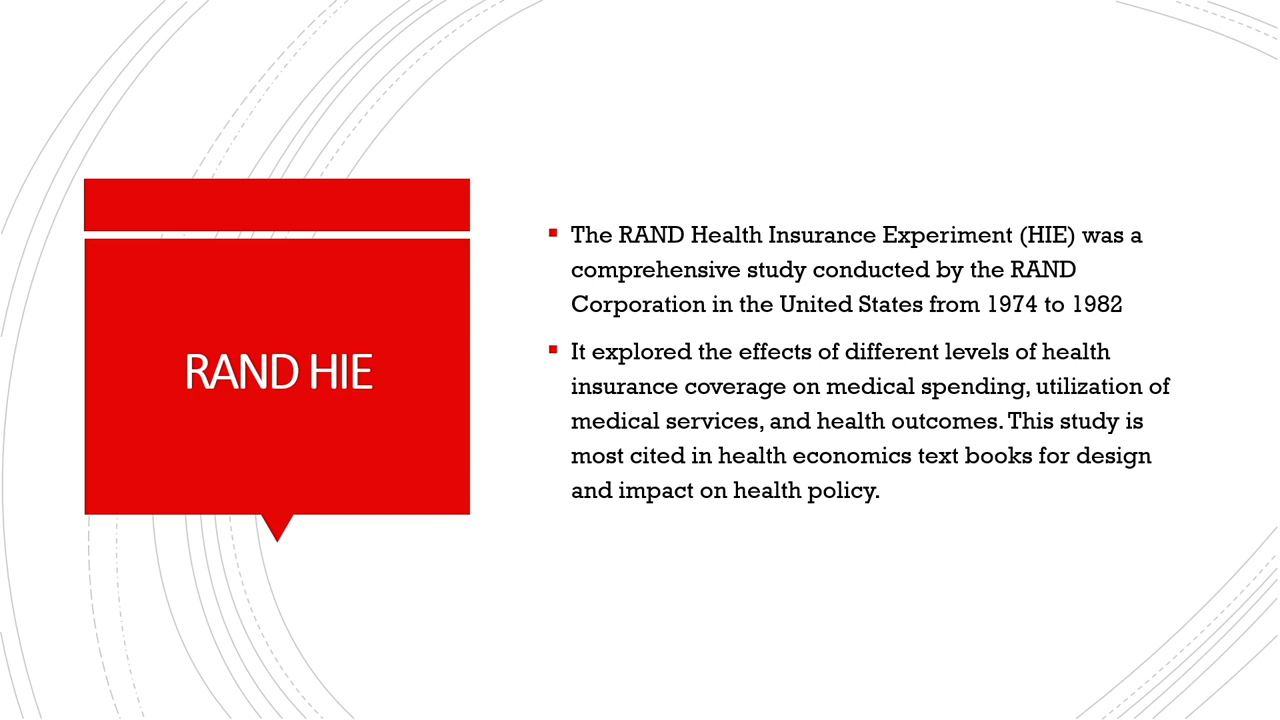 RAND HIE
The RAND Health Insurance Experiment (HIE) was a
comprehensive study conducted by the RAND
Corporation in the United States from 1974 to 1982
It explored the effects of different levels of health
insurance coverage on medical spending, utilization of
medical services, and health outcomes. This study is
most cited in health economics text books for design
and impact on health policy.